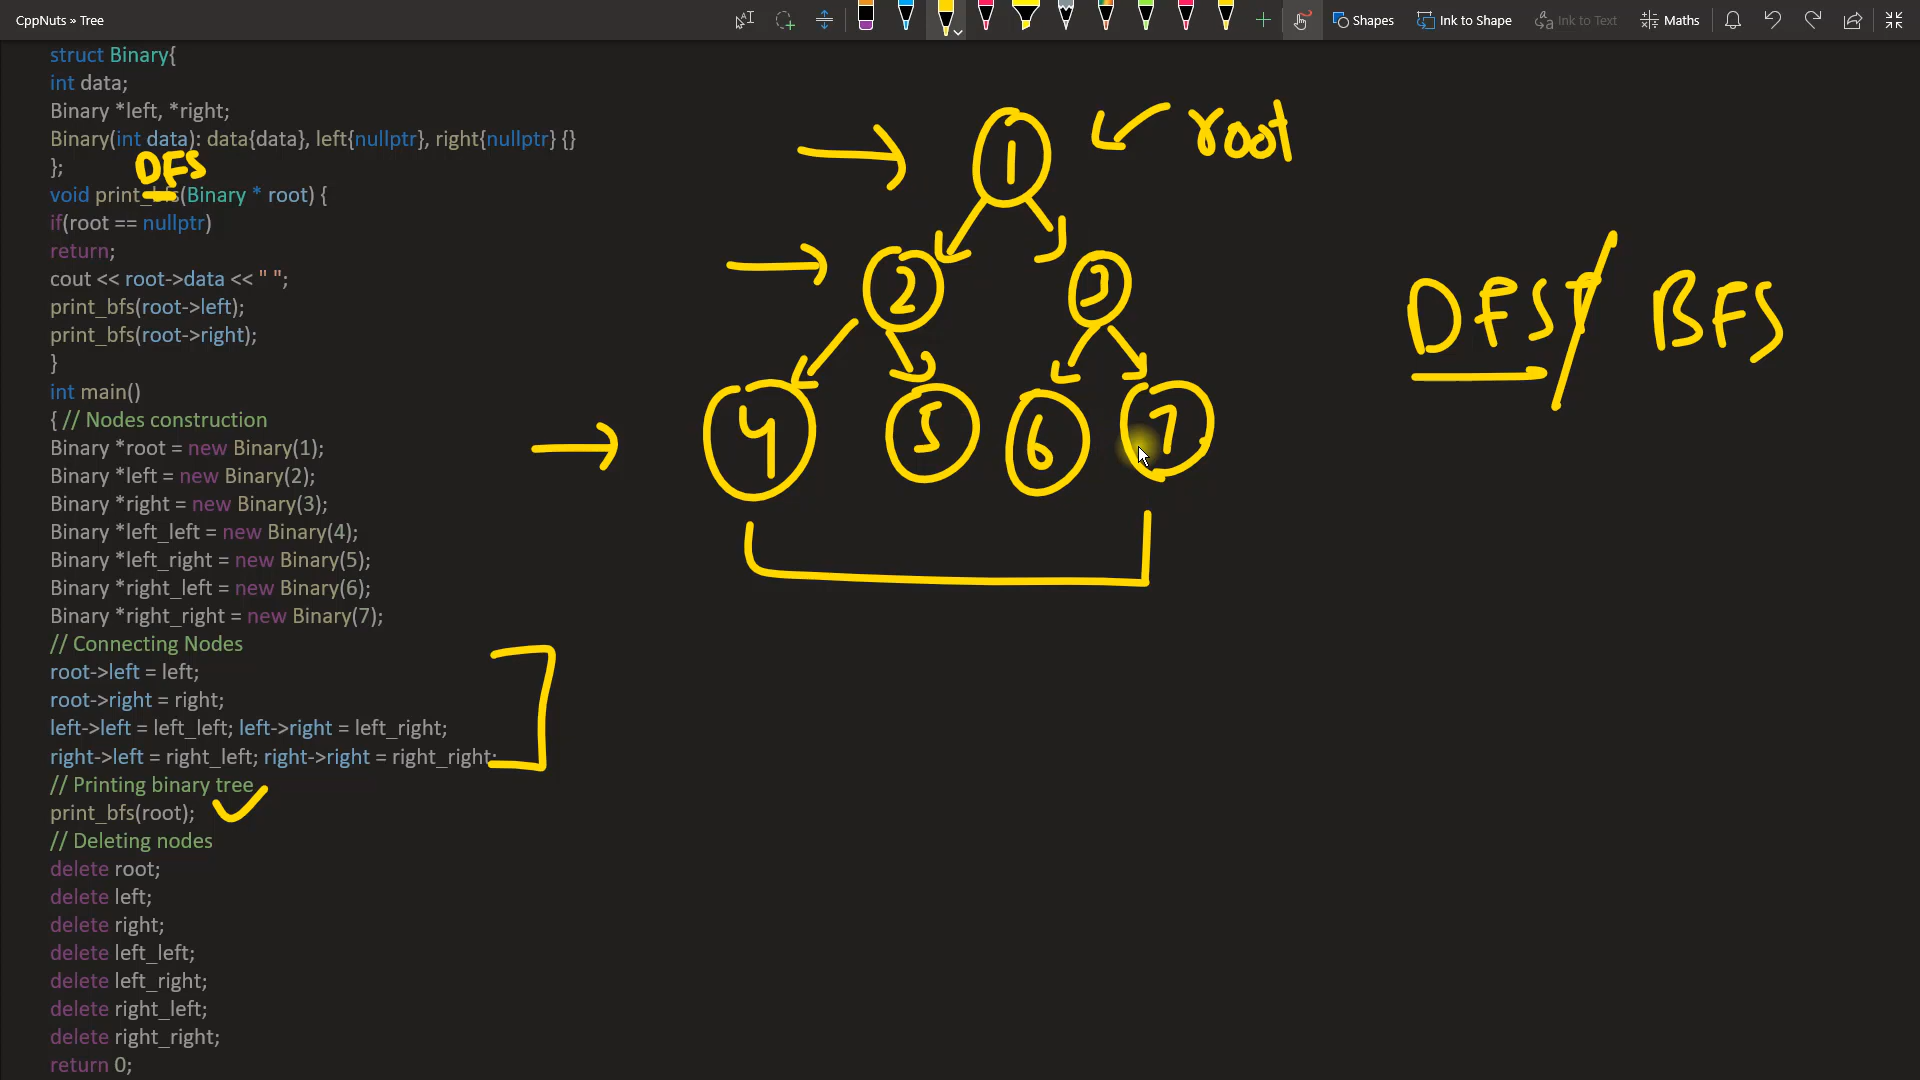 CppNuts » Tree
Shapes
Ink to Shape
Ink to Text
Maths
struct Binary{
int data;
Binary *left, *right;
Binary(int data): data{data}, left{nullptr}, right{nullptr} {}
};
DFS
void print_bfs(Binary * root) {
if(root == nullptr)
return;
cout << root->data << " ";
print_bfs(root->left);
print_bfs(root->right);
}
int main()
{ // Nodes construction
Binary *root = new Binary(1);
Binary *left = new Binary(2);
Binary *right = new Binary(3);
Binary *left_left = new Binary(4);
Binary *left_right = new Binary(5);
Binary *right_left = new Binary(6);
Binary *right_right = new Binary(7);
// Connecting Nodes
root->left = left;
root->right = right;
left->left = left_left; left->right = left_right;
right->left = right_left; right->right = right_right;
// Printing binary tree
print_bfs(root);
// Deleting nodes
delete root;
delete left;
delete right;
delete left_left;
delete left_right;
delete right_left;
delete right_right;
return 0;
1 root
2 3
4 5 6 7
DFS / BFS